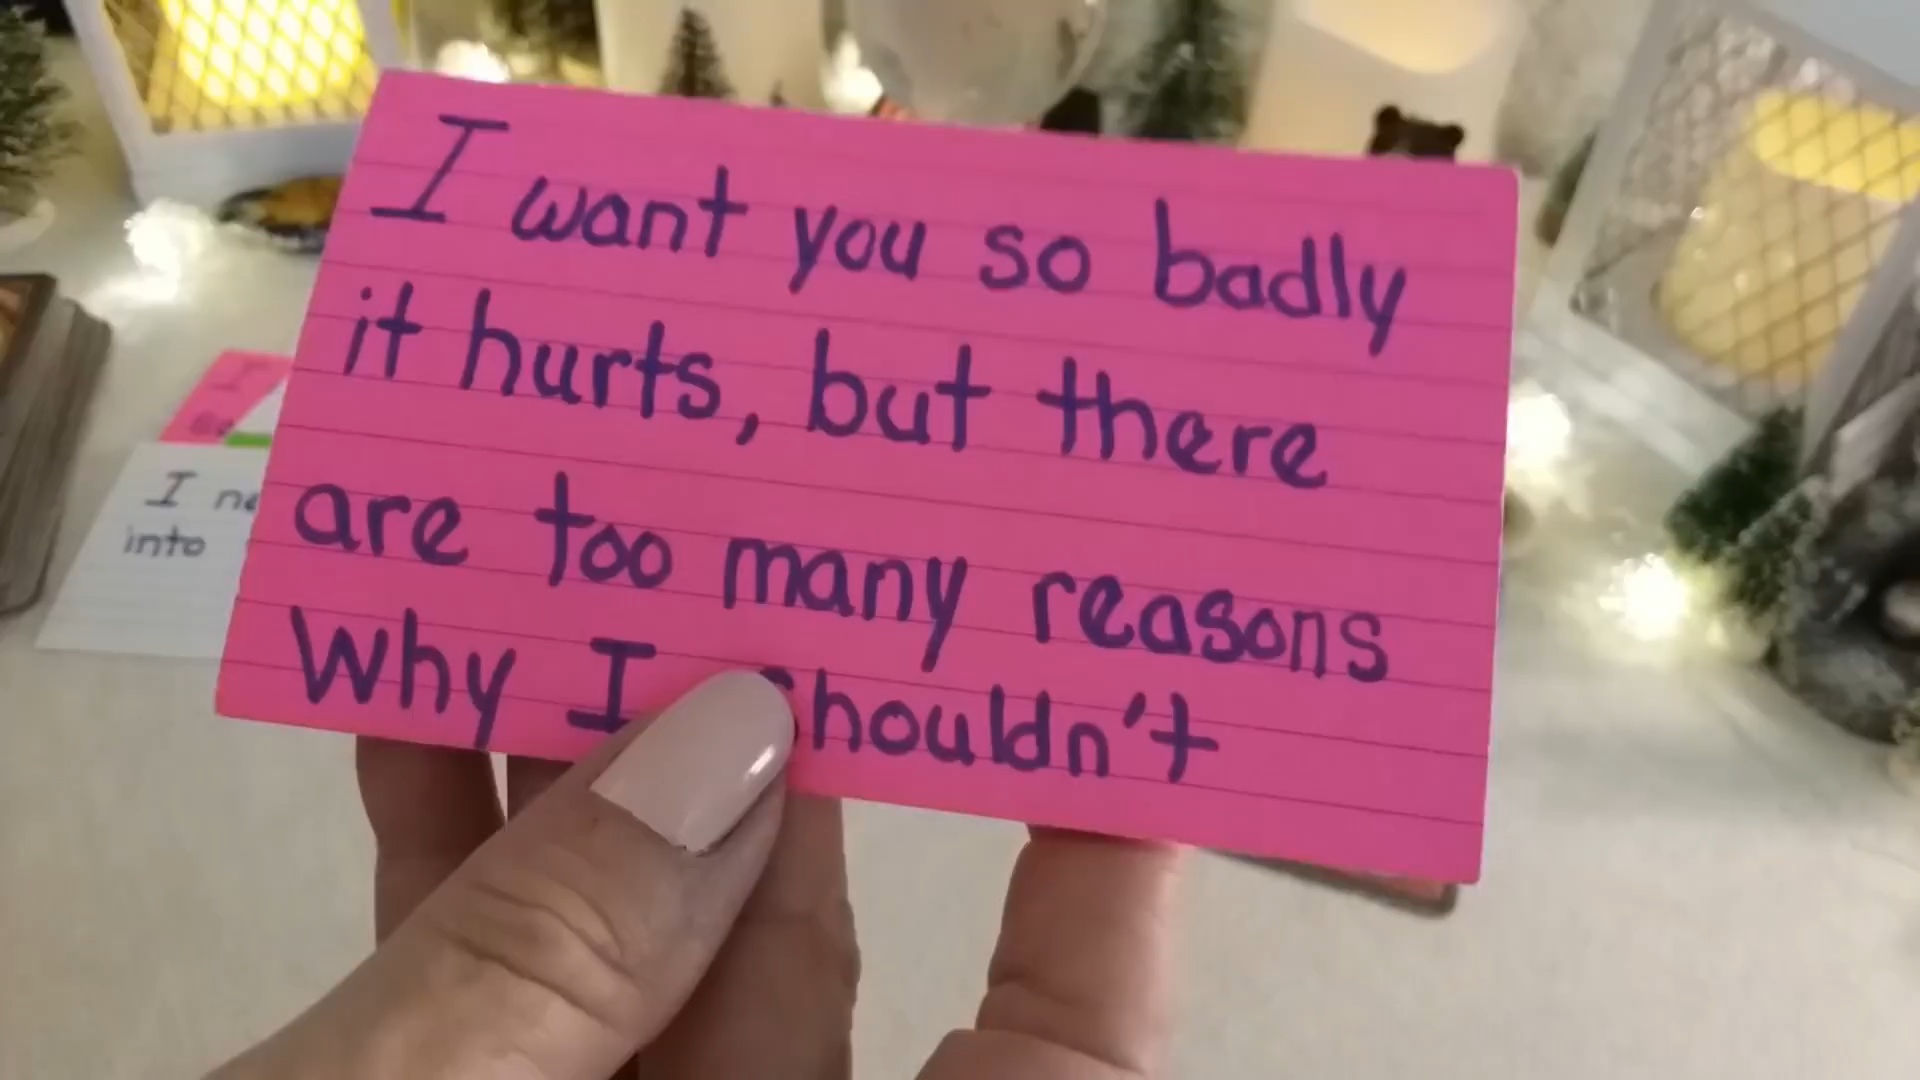 I want you so badly
it hurts, but there
are too many reasons
Why I shouldn't
I
into